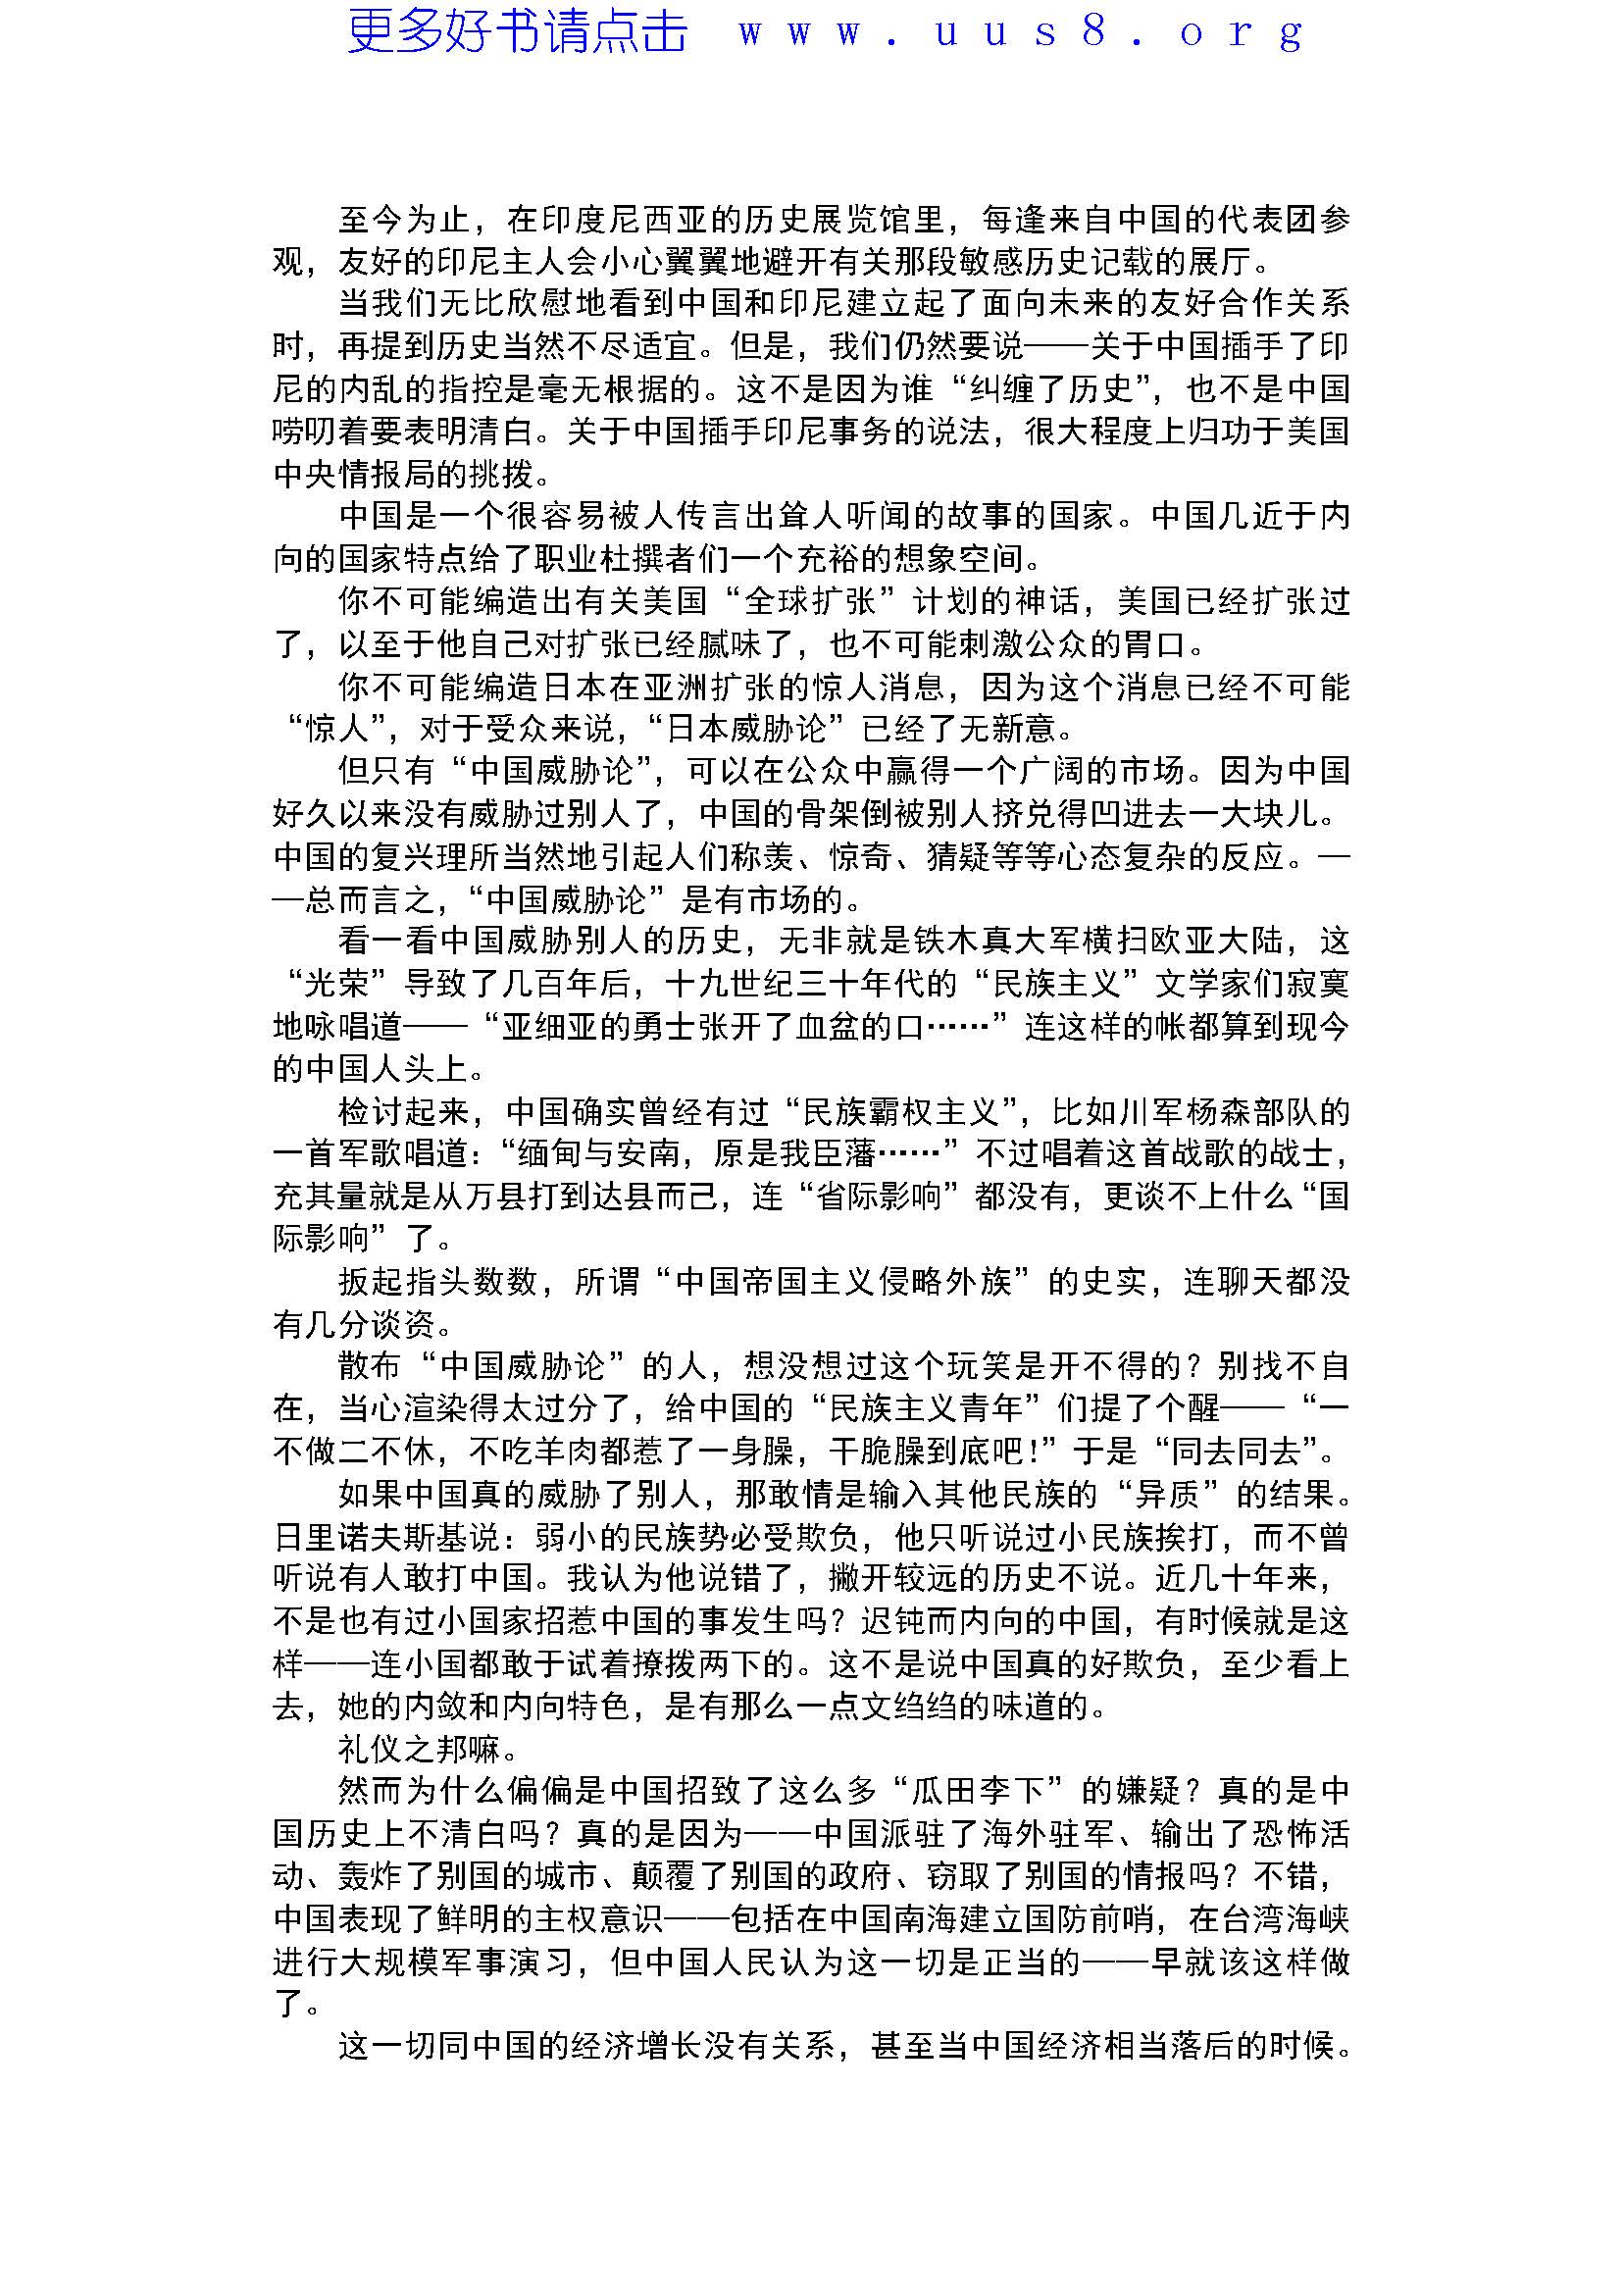 更多好书请点击 www.uus8.org
至今为止，在印度尼西亚的历史展览馆里，每逢来自中国的代表团参
观，友好的印尼主人会小心翼翼地避开有关那段敏感历史记载的展厅。
当我们无比欣慰地看到中国和印尼建立起了面向未来的友好合作关系
时，再提到历史当然不尽适宜。但是，我们仍然要说——关于中国插手了印
尼的内乱的指控是毫无根据的。这不是因为谁“纠缠了历史”，也不是中国
唠叨着要表明清白。关于中国插手印尼事务的说法，很大程度上归功于美国
中央情报局的挑拨。
中国是一个很容易被人传言出耸人听闻的故事的国家。中国几近于内
向的国家特点给了职业杜撰者们一个充裕的想象空间。
你不可能编造出有关美国“全球扩张”计划的神话，美国已经扩张过
了，以至于他自己对扩张已经腻味了，也不可能刺激公众的胃口。
你不可能编造日本在亚洲扩张的惊人消息，因为这个消息已经不可能
“惊人”，对于受众来说，“日本威胁论”已经了无新意。
但只有“中国威胁论”，可以在公众中赢得一个广阔的市场。因为中国
好久以来没有威胁过别人了，中国的骨架倒被别人挤兑得凹进去一大块儿。
中国的复兴理所当然地引起人们称羡、惊奇、猜疑等等心态复杂的反应。—
—总而言之，“中国威胁论”是有市场的。
看一看中国威胁别人的历史，无非就是铁木真大军横扫欧亚大陆，这
“光荣”导致了几百年后，十九世纪三十年代的“民族主义”文学家们寂寞
地咏唱道——“亚细亚的勇士张开了血盆的口……”连这样的帐都算到现今
的中国人头上。
检讨起来，中国确实曾经有过“民族霸权主义”，比如川军杨森部队的
一首军歌唱道：“缅甸与安南，原是我臣藩……”不过唱着这首战歌的战士，
充其量就是从万县打到达县而己，连“省际影响”都没有，更谈不上什么“国
际影响”了。
扳起指头数数，所谓“中国帝国主义侵略外族”的史实，连聊天都没
有几分谈资。
散布“中国威胁论”的人，想没想过这个玩笑是开不得的？别找不自
在，当心渲染得太过分了，给中国的“民族主义青年”们提了个醒——“一
不做二不休，不吃羊肉都惹了一身臊，干脆臊到底吧！”于是“同去同去”。
如果中国真的威胁了别人，那敢情是输入其他民族的“异质”的结果。
日里诺夫斯基说：弱小的民族势必受欺负，他只听说过小民族挨打，而不曾
听说有人敢打中国。我认为他说错了，撇开较远的历史不说。近几十年来，
不是也有过小国家招惹中国的事发生吗？迟钝而内向的中国，有时候就是这
样——连小国都敢于试着撩拨两下的。这不是说中国真的好欺负，至少看上
去，她的内敛和内向特色，是有那么一点文绉绉的味道的。
礼仪之邦嘛。
然而为什么偏偏是中国招致了这么多“瓜田李下”的嫌疑？真的是中
国历史上不清白吗？真的是因为——中国派驻了海外驻军、输出了恐怖活
动、轰炸了别国的城市、颠覆了别国的政府、窃取了别国的情报吗？不错，
中国表现了鲜明的主权意识——包括在中国南海建立国防前哨，在台湾海峡
进行大规模军事演习，但中国人民认为这一切是正当的——早就该这样做
了。
这一切同中国的经济增长没有关系，甚至当中国经济相当落后的时候。